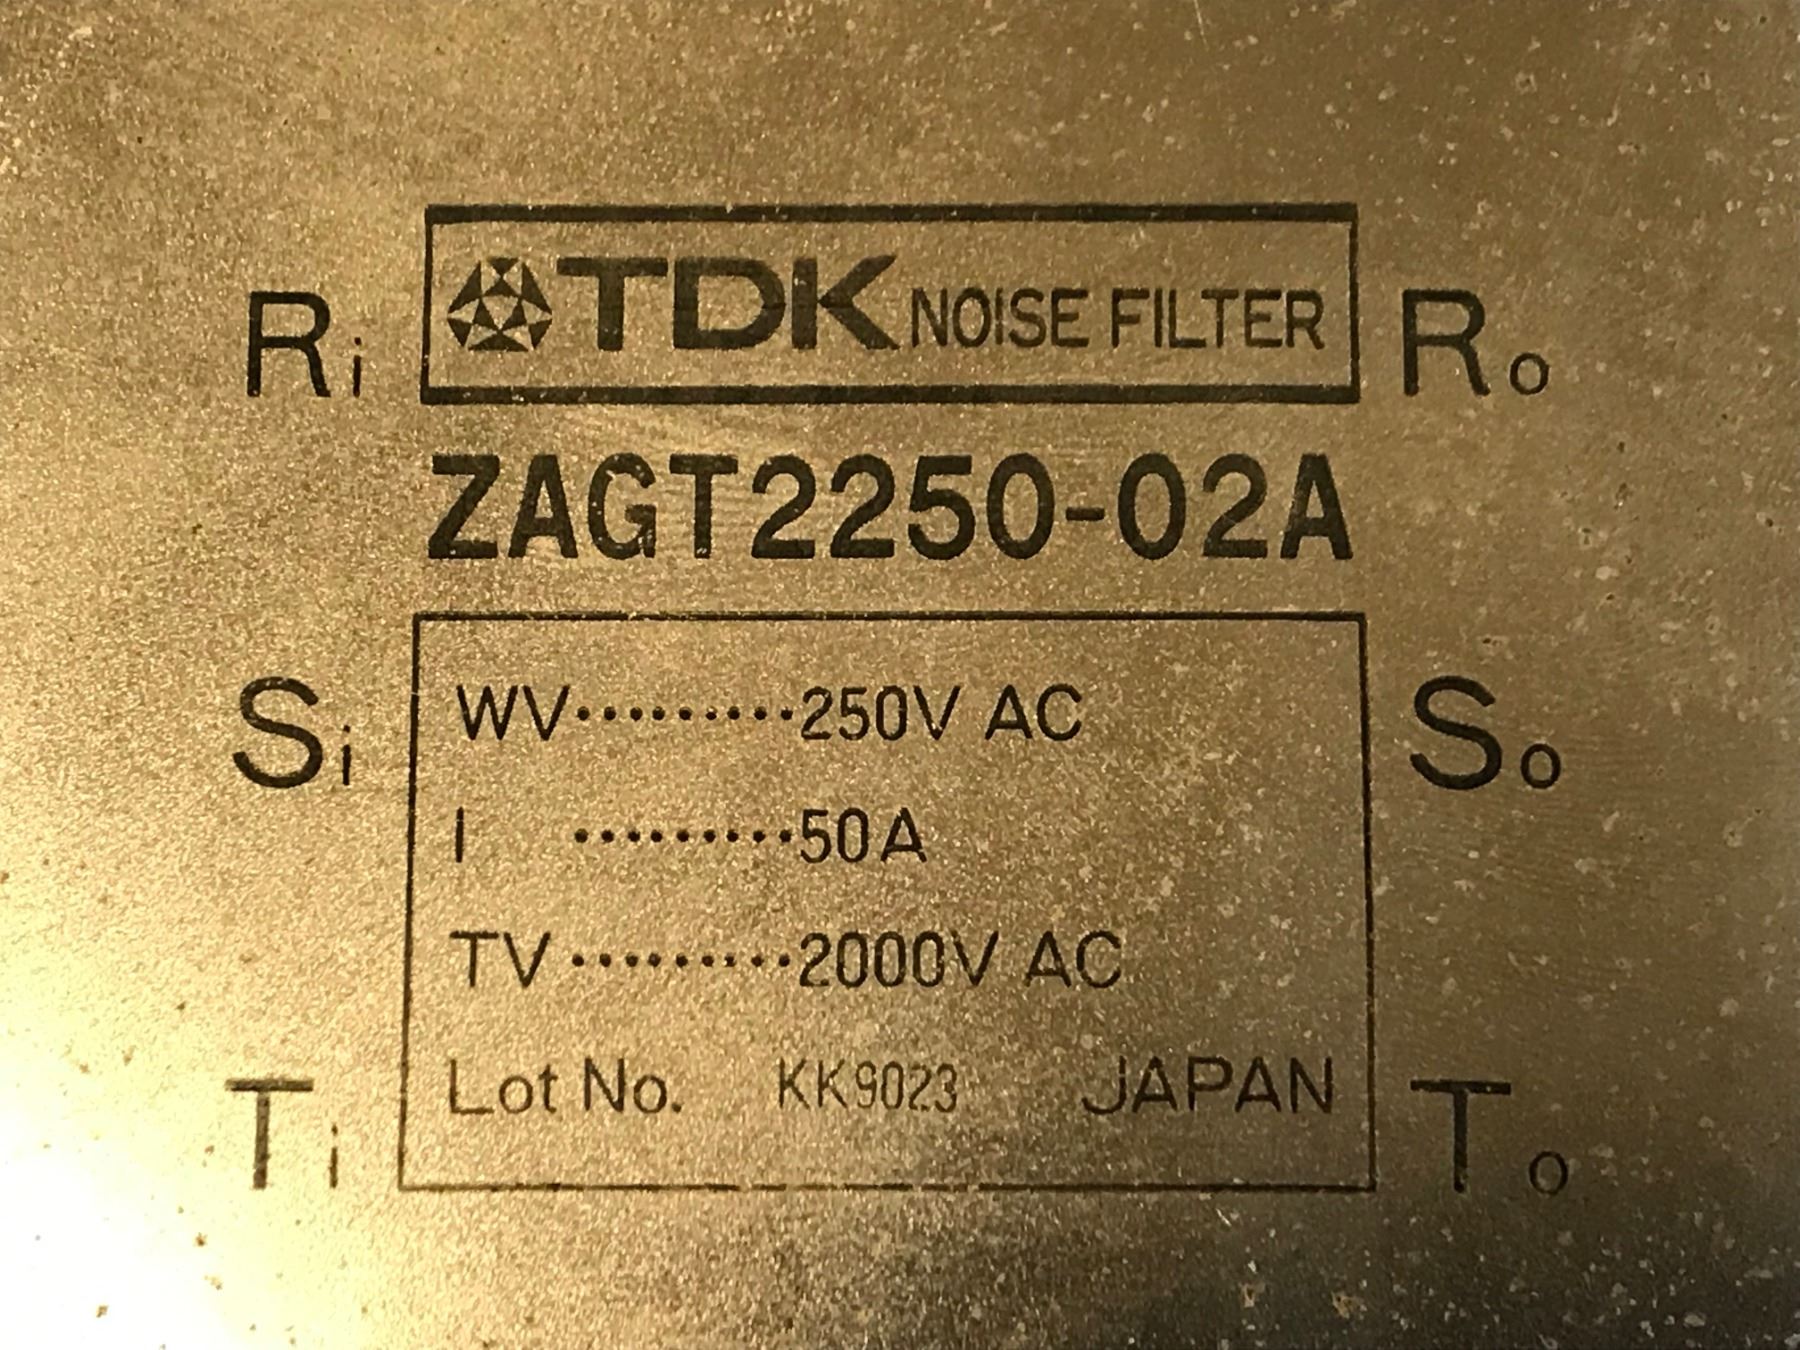 Ri TDK NOISE FILTER Ro
ZAGT2250-02A
Si WV·········250V AC So
I ·········50A
TV·········2000V AC
Ti Lot No. KK9023 JAPAN To